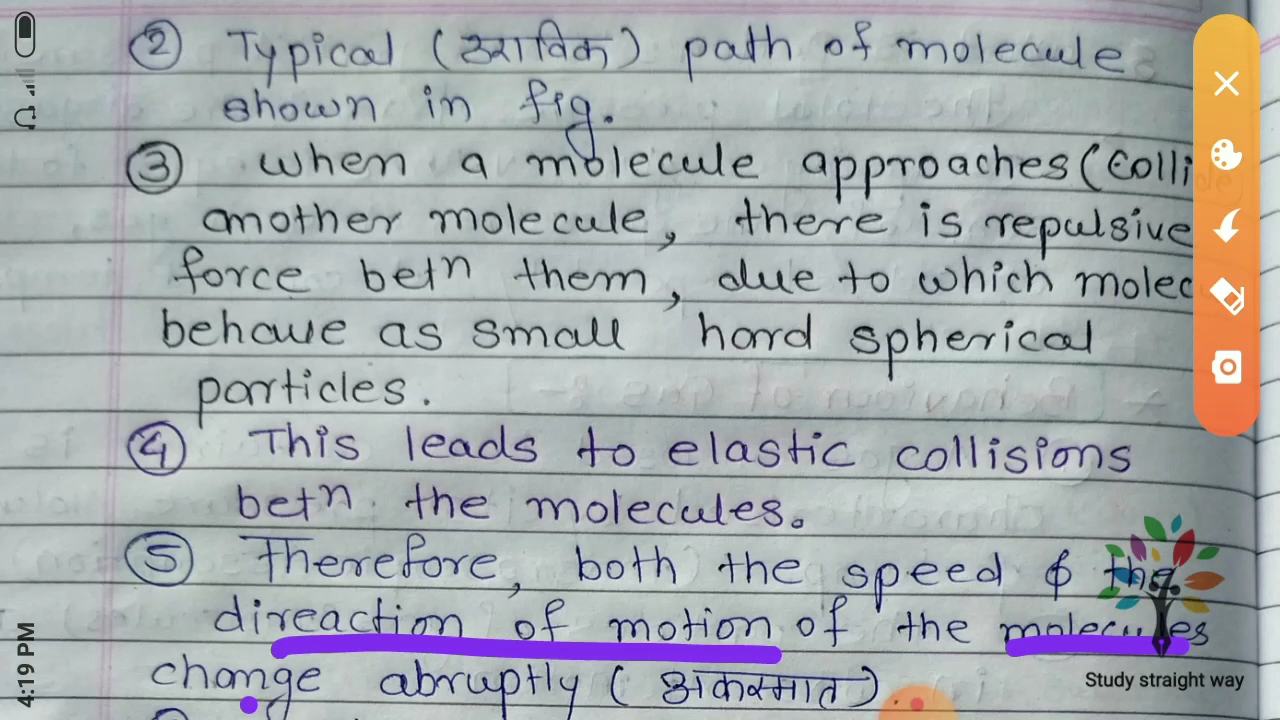 ② Typical (ठराविक) path of molecule
shown in fig.
③ when a molecule approaches (Colli
another molecule, there is repulsive
force betn them, due to which molec
behave as small hard spherical
particles.
④ This leads to elastic collisions
betn the molecules.
⑤ Therefore, both the speed & the
direaction of motion of the molecules
change abruptly (अकस्मात)
Study straight way
4:19 PM